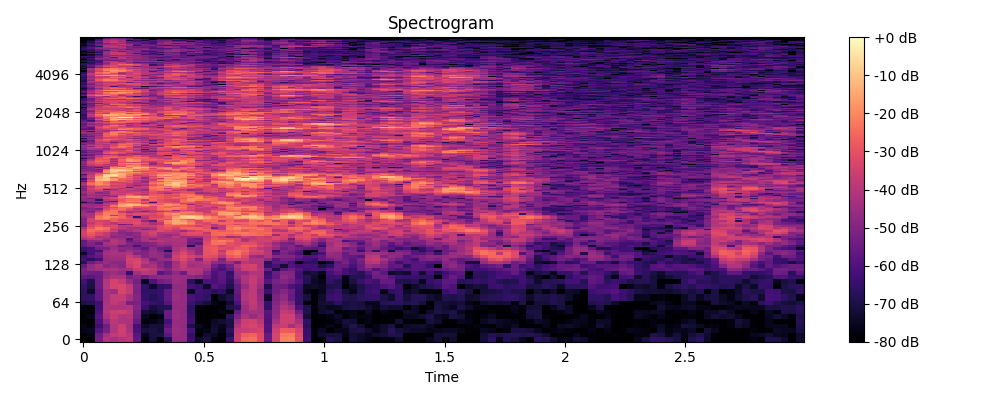 Spectrogram
Hz
4096
2048
1024
512
256
128
64
0
0
0.5
1
1.5
2
2.5
Time
+0 dB
-10 dB
-20 dB
-30 dB
-40 dB
-50 dB
-60 dB
-70 dB
-80 dB